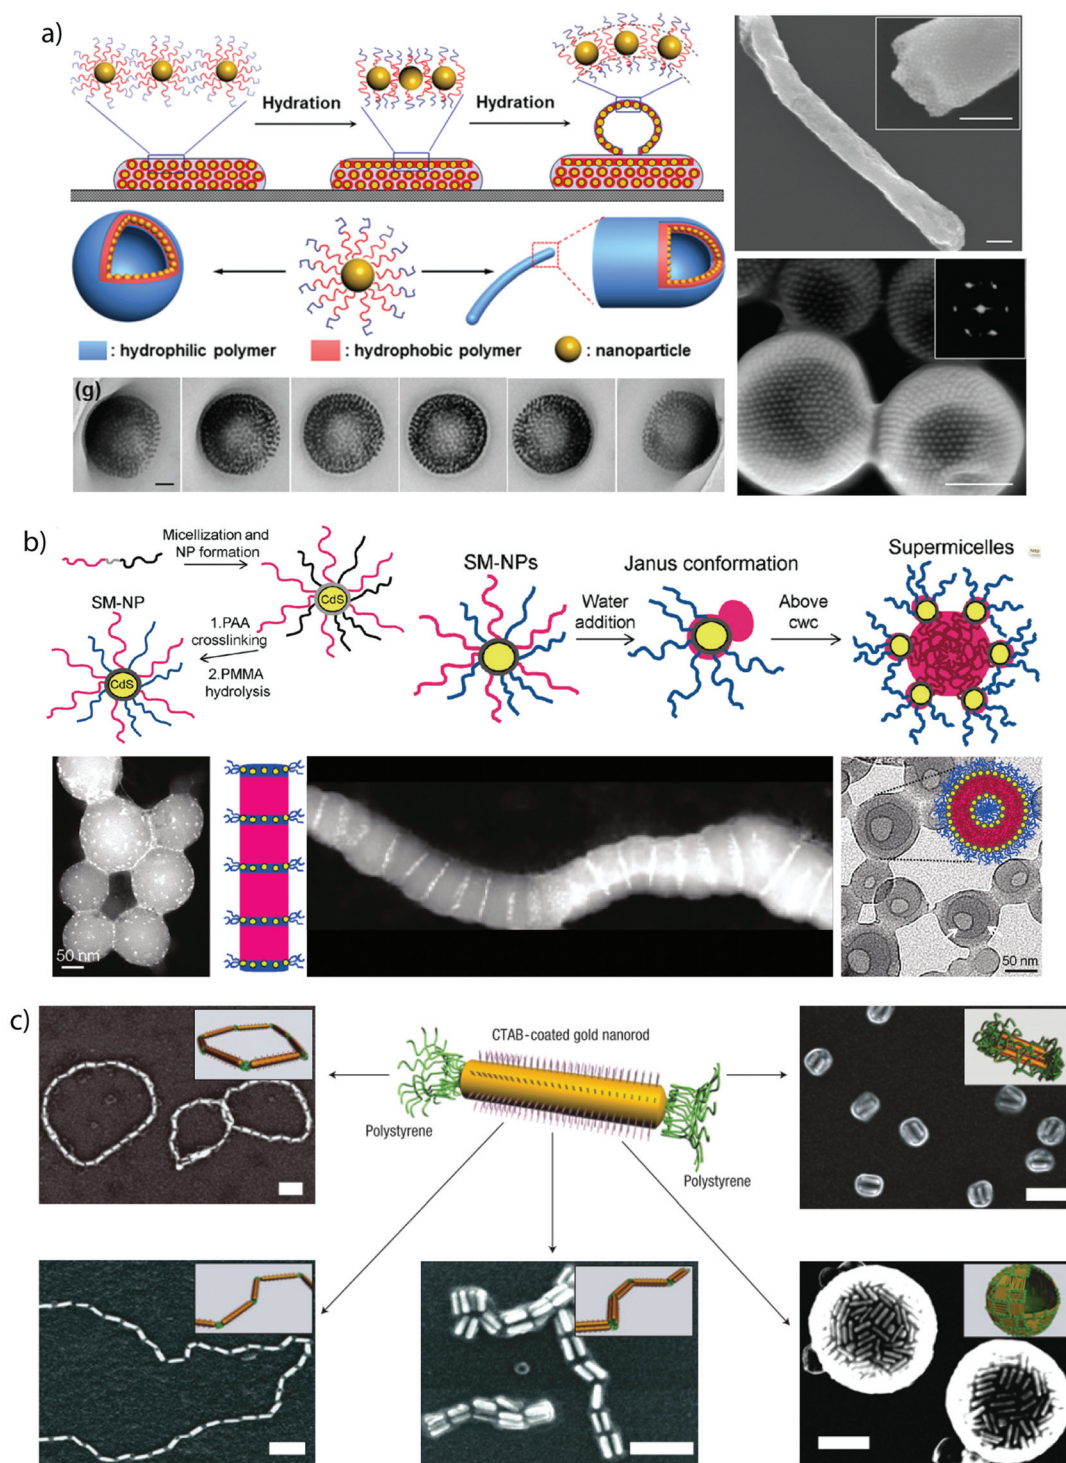 a)
Hydration
Hydration
: hydrophilic polymer
: hydrophobic polymer
: nanoparticle
(g)
b)
Micellization and
NP formation
CdS
SM-NP
1.PAA
crosslinking
2.PMMA
hydrolysis
CdS
SM-NPs
Water
addition
Janus conformation
Above
cwc
Supermicelles
50 nm
50 nm
c)
CTAB-coated gold nanorod
Polystyrene
Polystyrene